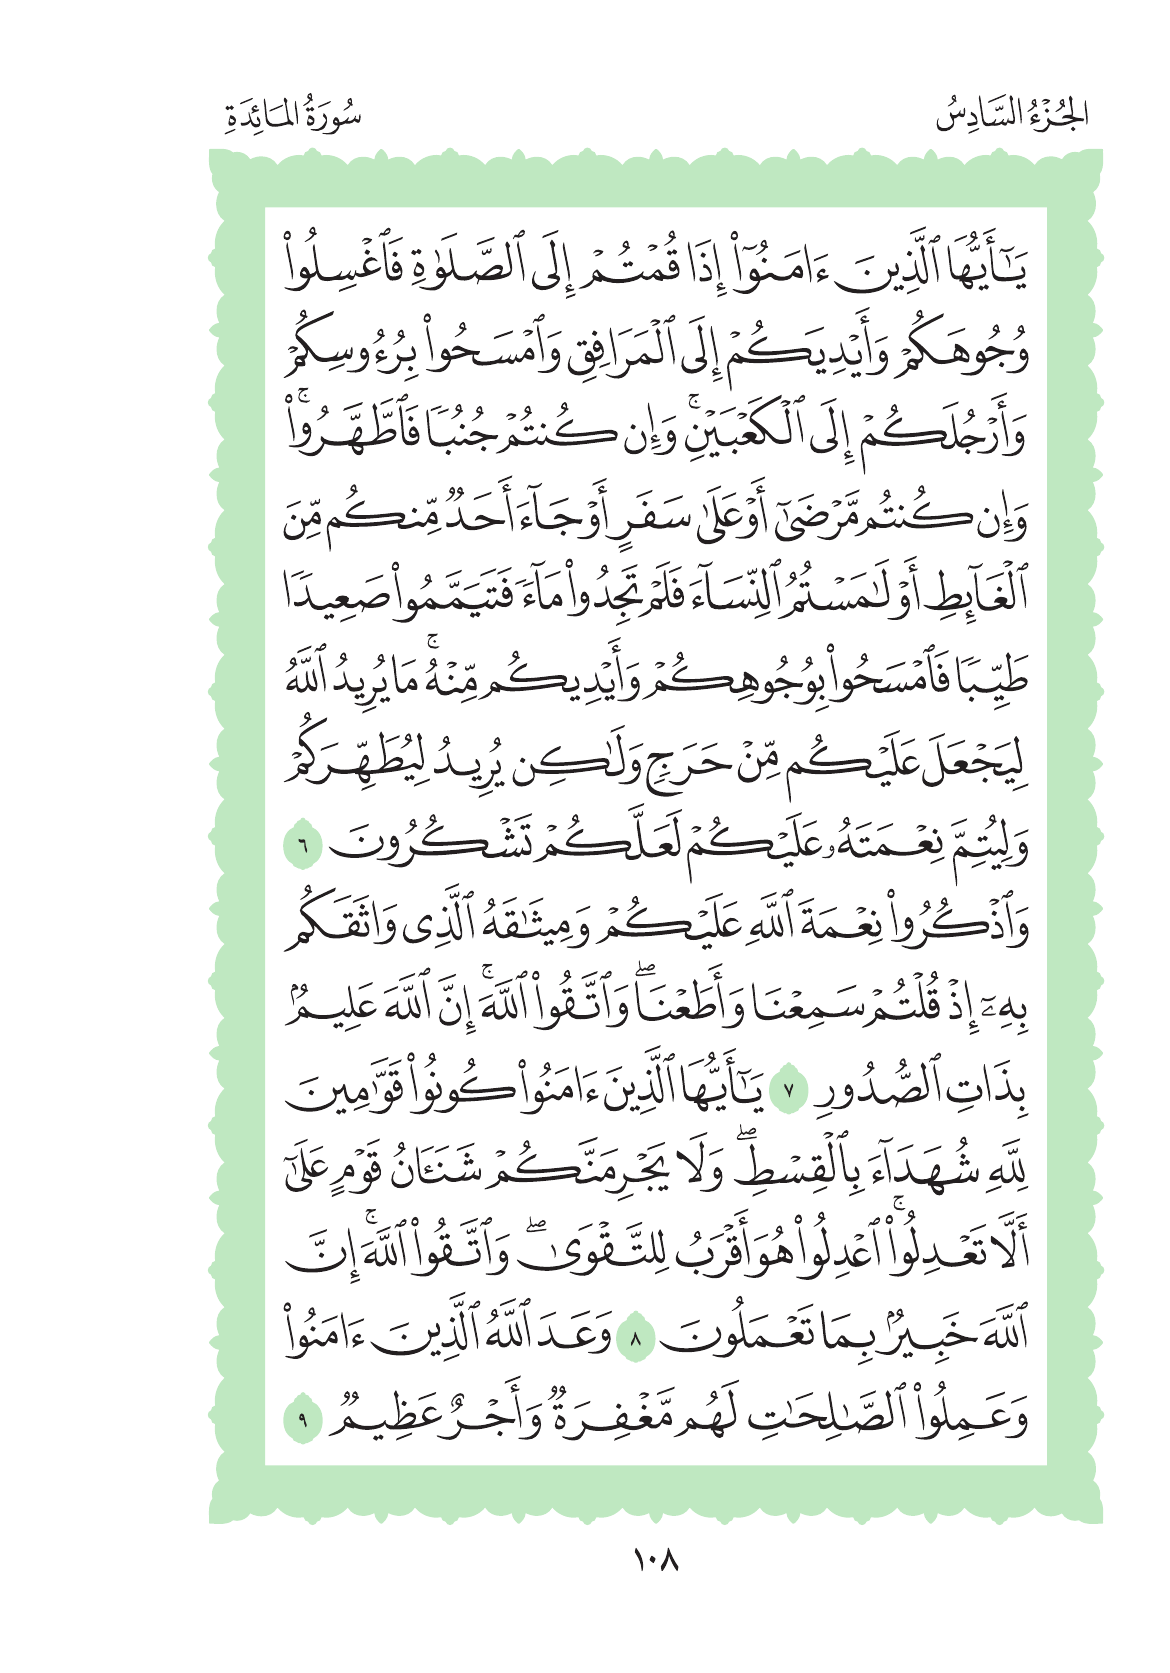 الجُزْءُ السَّادِسُ
سُورَةُ المَائِدَةِ
يَٰٓأَيُّهَا ٱلَّذِينَ ءَامَنُوٓاْ إِذَا قُمۡتُمۡ إِلَى ٱلصَّلَوٰةِ فَٱغۡسِلُواْ
وُجُوهَكُمۡ وَأَيۡدِيَكُمۡ إِلَى ٱلۡمَرَافِقِ وَٱمۡسَحُواْ بِرُءُوسِكُمۡ
وَأَرۡجُلَكُمۡ إِلَى ٱلۡكَعۡبَيۡنِۚ وَإِن كُنتُمۡ جُنُبٗا فَٱطَّهَّرُواْۚ
وَإِن كُنتُم مَّرۡضَىٰٓ أَوۡ عَلَىٰ سَفَرٍ أَوۡ جَآءَ أَحَدٞ مِّنكُم مِّنَ
ٱلۡغَآئِطِ أَوۡ لَٰمَسۡتُمُ ٱلنِّسَآءَ فَلَمۡ تَجِدُواْ مَآءٗ فَتَيَمَّمُواْ صَعِيدٗا
طَيِّبٗا فَٱمۡسَحُواْ بِوُجُوهِكُمۡ وَأَيۡدِيكُم مِّنۡهُۚ مَا يُرِيدُ ٱللَّهُ
لِيَجۡعَلَ عَلَيۡكُم مِّنۡ حَرَجٖ وَلَٰكِن يُرِيدُ لِيُطَهِّرَكُمۡ
وَلِيُتِمَّ نِعۡمَتَهُۥ عَلَيۡكُمۡ لَعَلَّكُمۡ تَشۡكُرُونَ ٦
وَٱذۡكُرُواْ نِعۡمَةَ ٱللَّهِ عَلَيۡكُمۡ وَمِيثَٰقَهُ ٱلَّذِي وَاثَقَكُم
بِهِۦٓ إِذۡ قُلۡتُمۡ سَمِعۡنَا وَأَطَعۡنَاۖ وَٱتَّقُواْ ٱللَّهَۚ إِنَّ ٱللَّهَ عَلِيمُۢ
بِذَاتِ ٱلصُّدُورِ ٧ يَٰٓأَيُّهَا ٱلَّذِينَ ءَامَنُواْ كُونُواْ قَوَّٰمِينَ
لِلَّهِ شُهَدَآءَ بِٱلۡقِسۡطِۖ وَلَا يَجۡرِمَنَّكُمۡ شَنَـَٔانُ قَوۡمٍ عَلَىٰٓ
أَلَّا تَعۡدِلُواْۚ ٱعۡدِلُواْ هُوَ أَقۡرَبُ لِلتَّقۡوَىٰۖ وَٱتَّقُواْ ٱللَّهَۚ إِنَّ
ٱللَّهَ خَبِيرُۢ بِمَا تَعۡمَلُونَ ٨ وَعَدَ ٱللَّهُ ٱلَّذِينَ ءَامَنُواْ
وَعَمِلُواْ ٱلصَّٰلِحَٰتِ لَهُم مَّغۡفِرَةٞ وَأَجۡرٌ عَظِيمٞ ٩
١٠٨